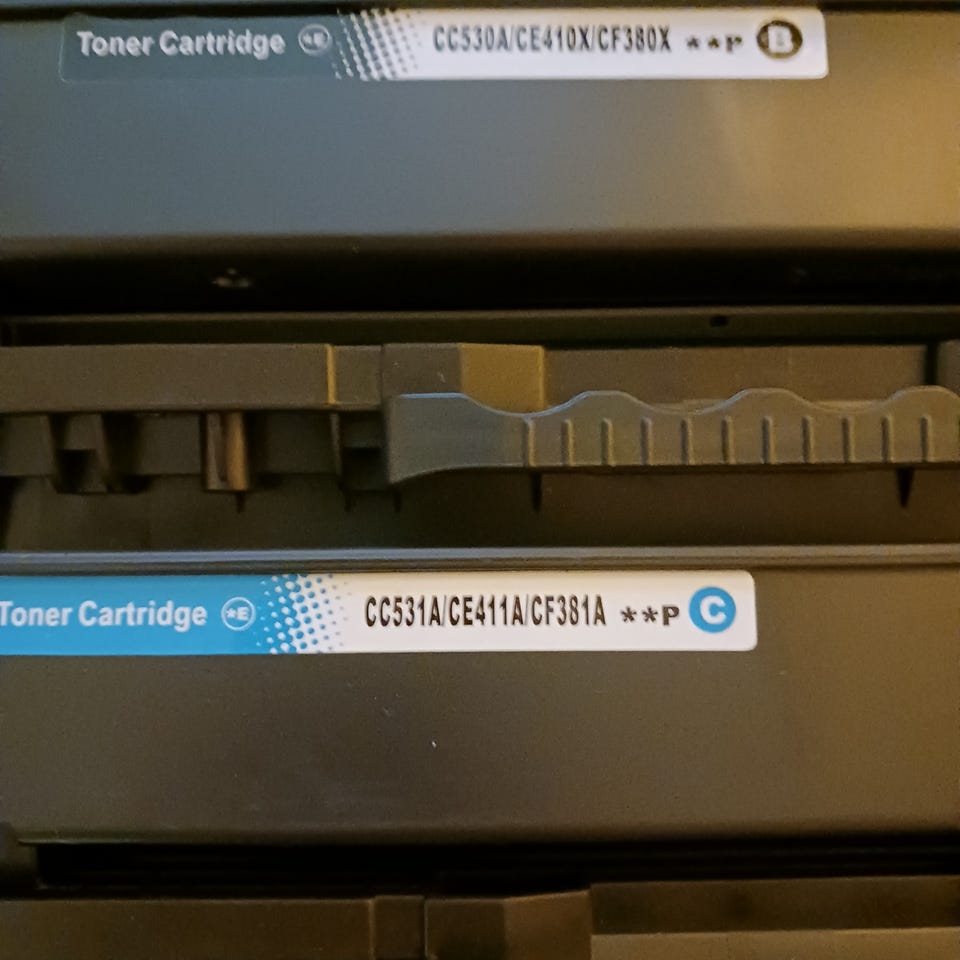 Toner Cartridge *E CC530A/CE410X/CF380X **P B
Toner Cartridge *E CC531A/CE411A/CF381A **P C